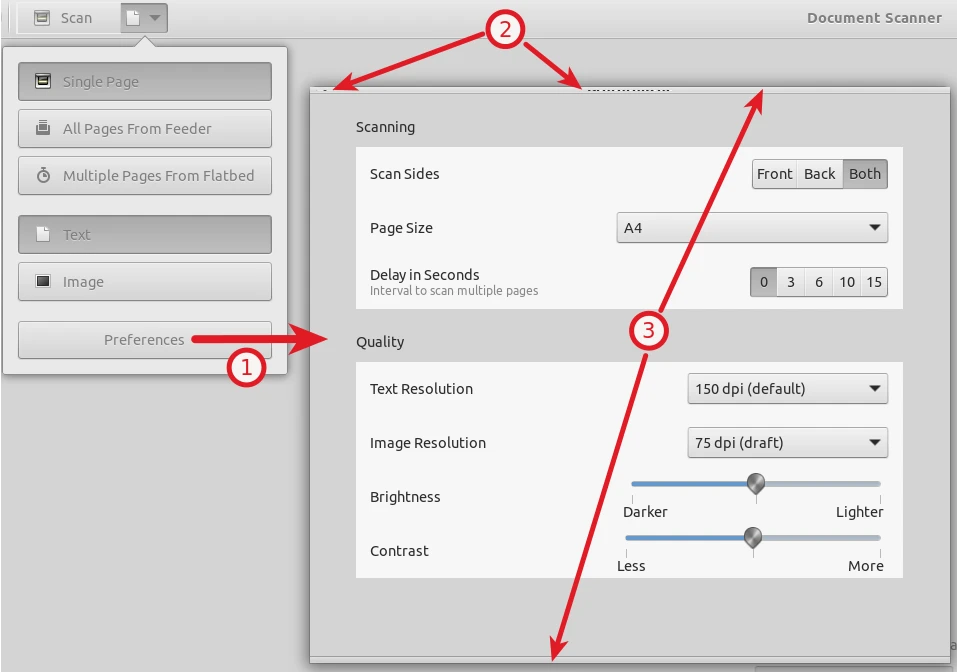 Scan
Document Scanner
Single Page
All Pages From Feeder
Multiple Pages From Flatbed
Text
Image
Preferences
1
2
3
Scanning
Scan Sides
Front Back Both
Page Size
A4
Delay in Seconds
Interval to scan multiple pages
0 3 6 10 15
Quality
Text Resolution
150 dpi (default)
Image Resolution
75 dpi (draft)
Brightness
Darker Lighter
Contrast
Less More